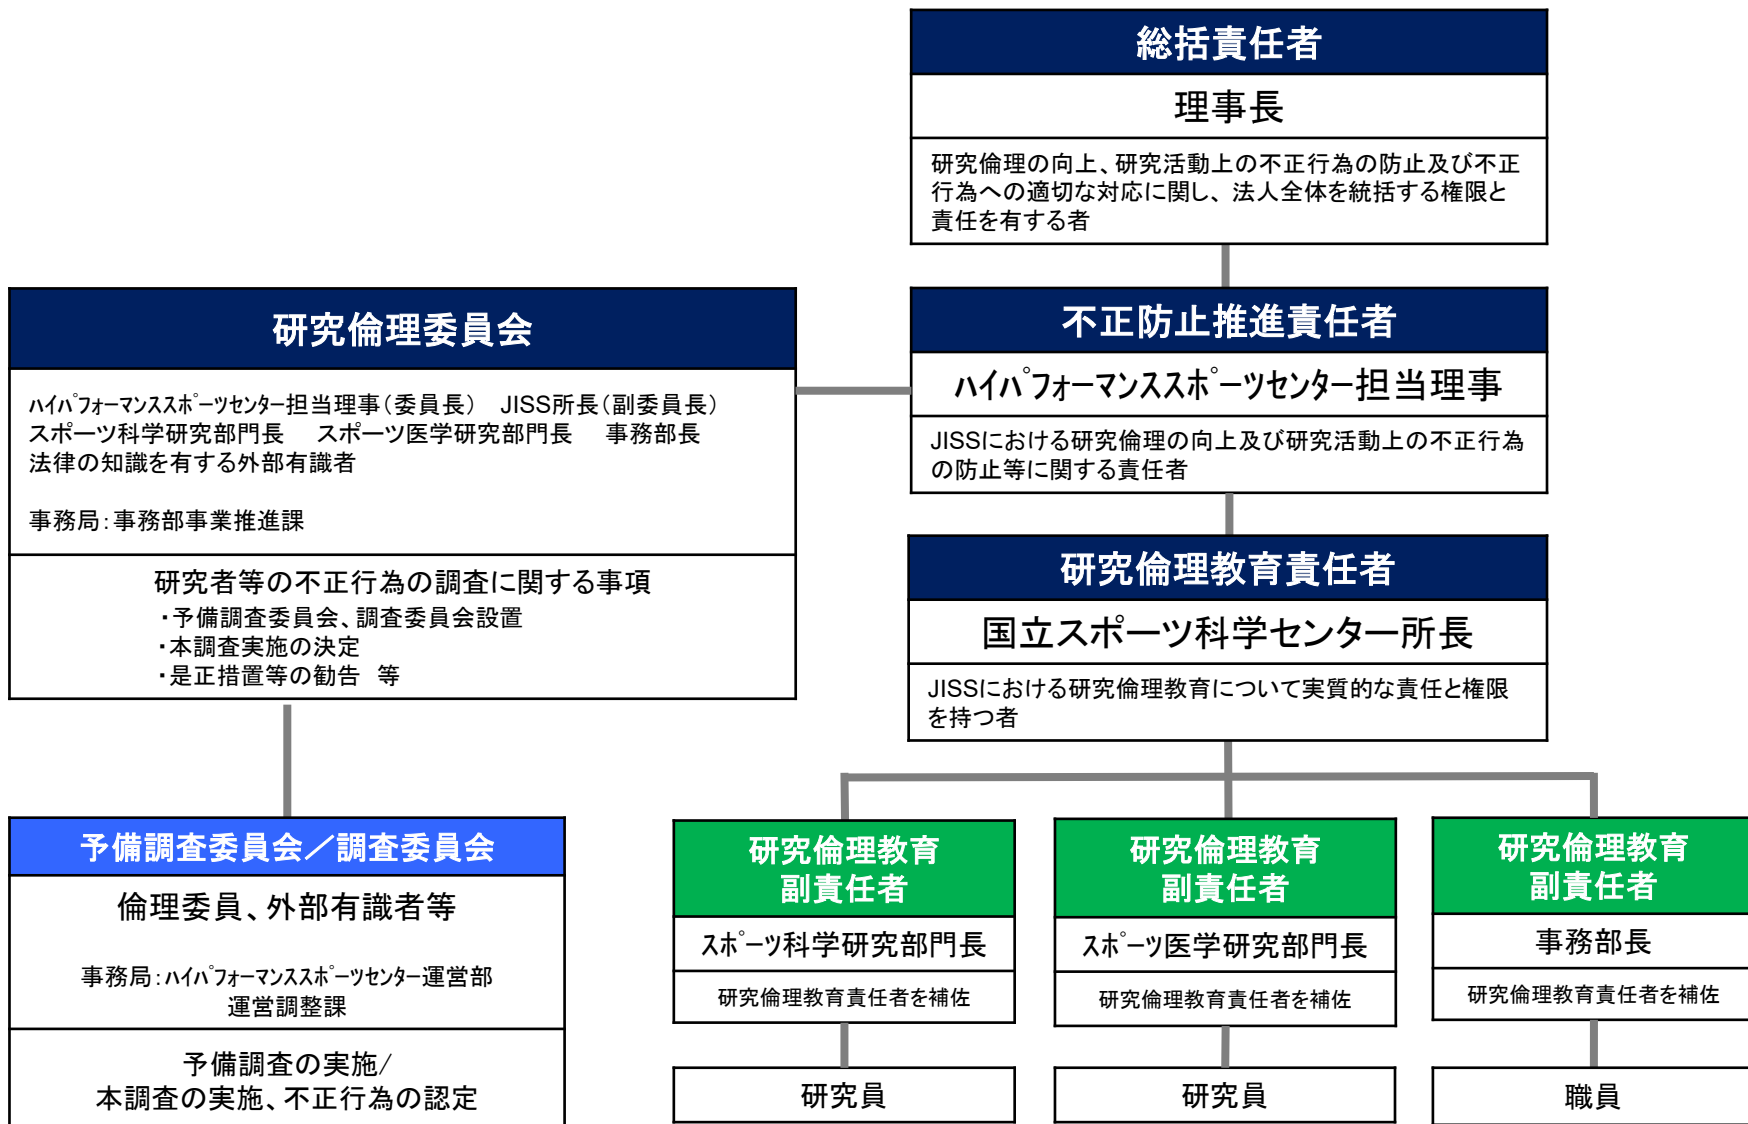 総括責任者
理事長
研究倫理の向上、研究活動上の不正行為の防止及び不正
行為への適切な対応に関し、法人全体を統括する権限と
責任を有する者
不正防止推進責任者
ﾊｲﾊﾟﾌｫｰﾏﾝｽｽﾎﾟｰﾂｾﾝﾀｰ担当理事
JISSにおける研究倫理の向上及び研究活動上の不正行為
の防止等に関する責任者
研究倫理委員会
ﾊｲﾊﾟﾌｫｰﾏﾝｽｽﾎﾟｰﾂｾﾝﾀｰ担当理事(委員長)　JISS所長(副委員長)
スポーツ科学研究部門長　スポーツ医学研究部門長　事務部長
法律の知識を有する外部有識者
事務局:事務部事業推進課
研究者等の不正行為の調査に関する事項
・予備調査委員会、調査委員会設置
・本調査実施の決定
・是正措置等の勧告　等
研究倫理教育責任者
国立スポーツ科学センター所長
JISSにおける研究倫理教育について実質的な責任と権限
を持つ者
予備調査委員会／調査委員会
倫理委員、外部有識者等
事務局:ﾊｲﾊﾟﾌｫｰﾏﾝｽｽﾎﾟｰﾂｾﾝﾀｰ運営部
運営調整課
予備調査の実施/
本調査の実施、不正行為の認定
研究倫理教育
副責任者
ｽﾎﾟｰﾂ科学研究部門長
研究倫理教育責任者を補佐
研究員
研究倫理教育
副責任者
ｽﾎﾟｰﾂ医学研究部門長
研究倫理教育責任者を補佐
研究員
研究倫理教育
副責任者
事務部長
研究倫理教育責任者を補佐
職員